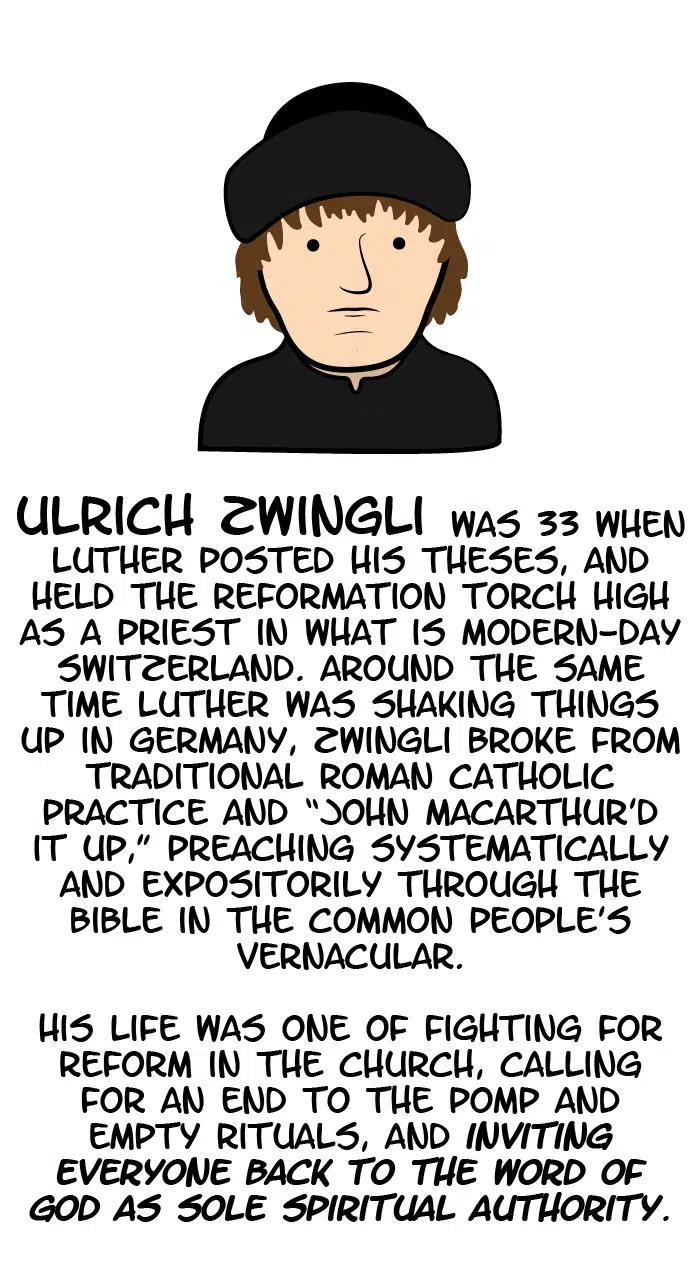 ULRICH ZWINGLI WAS 33 WHEN
LUTHER POSTED HIS THESES, AND
HELD THE REFORMATION TORCH HIGH
AS A PRIEST IN WHAT IS MODERN-DAY
SWITZERLAND. AROUND THE SAME
TIME LUTHER WAS SHAKING THINGS
UP IN GERMANY, ZWINGLI BROKE FROM
TRADITIONAL ROMAN CATHOLIC
PRACTICE AND “JOHN MACARTHUR'D
IT UP,” PREACHING SYSTEMATICALLY
AND EXPOSITORILY THROUGH THE
BIBLE IN THE COMMON PEOPLE'S
VERNACULAR.
HIS LIFE WAS ONE OF FIGHTING FOR
REFORM IN THE CHURCH, CALLING
FOR AN END TO THE POMP AND
EMPTY RITUALS, AND INVITING
EVERYONE BACK TO THE WORD OF
GOD AS SOLE SPIRITUAL AUTHORITY.